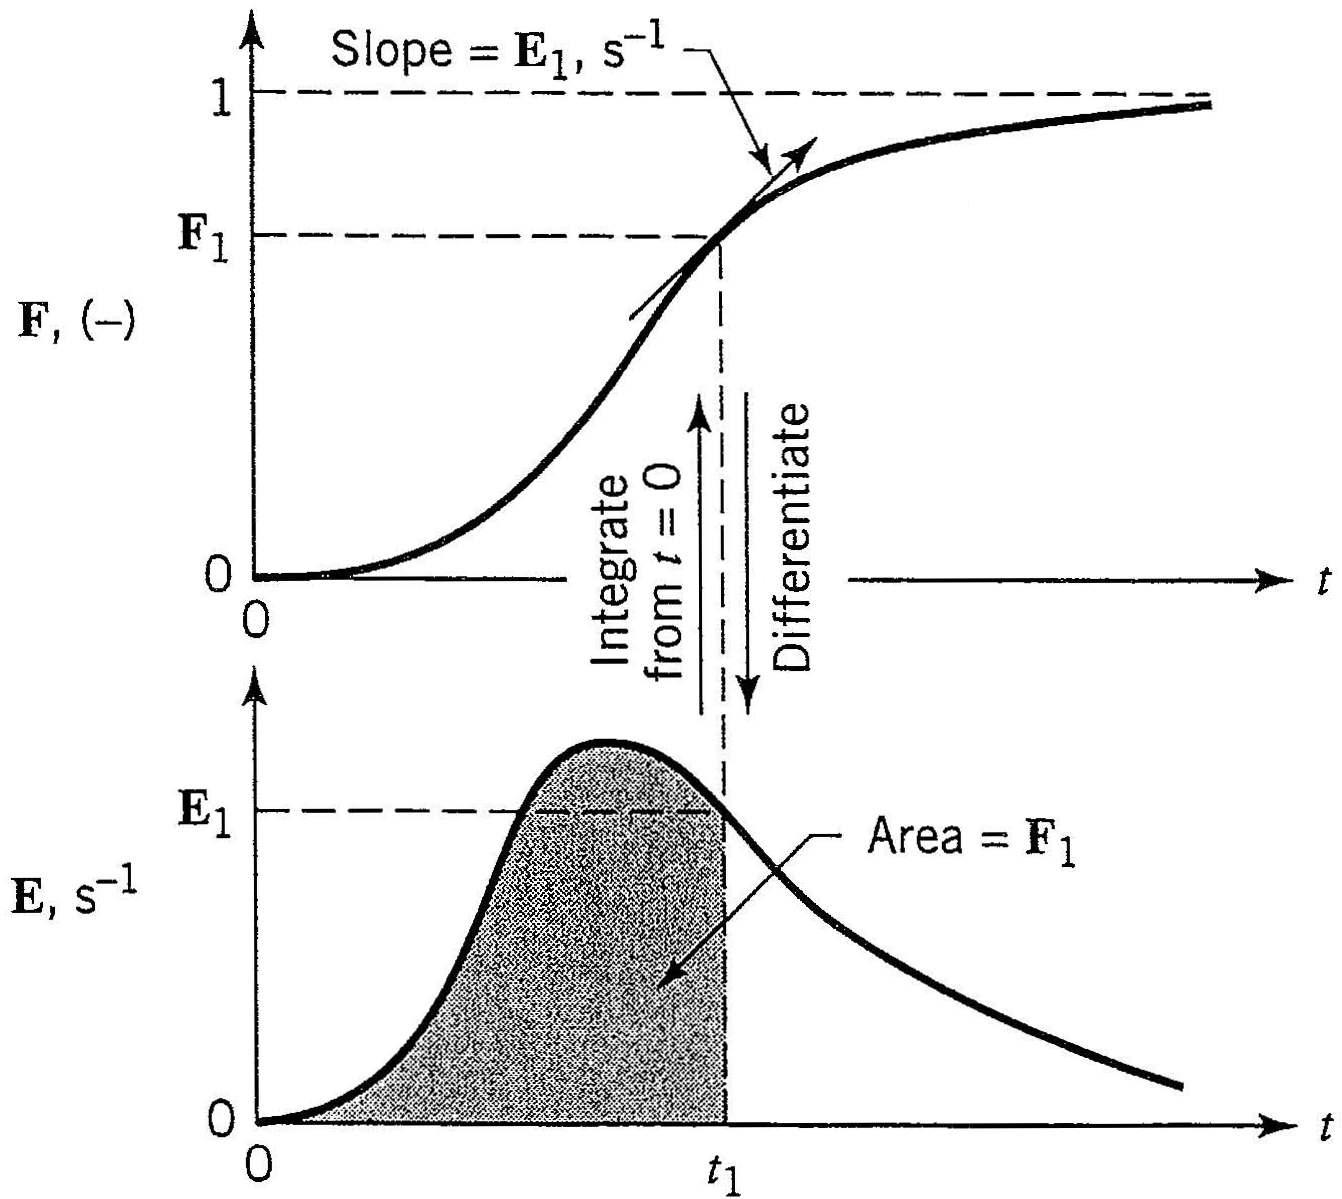 Slope = E₁, s⁻¹
1
F₁
F, (–)
0
0
t
Integrate
from t = 0
Differentiate
E₁
Area = F₁
E, s⁻¹
0
0
t₁
t